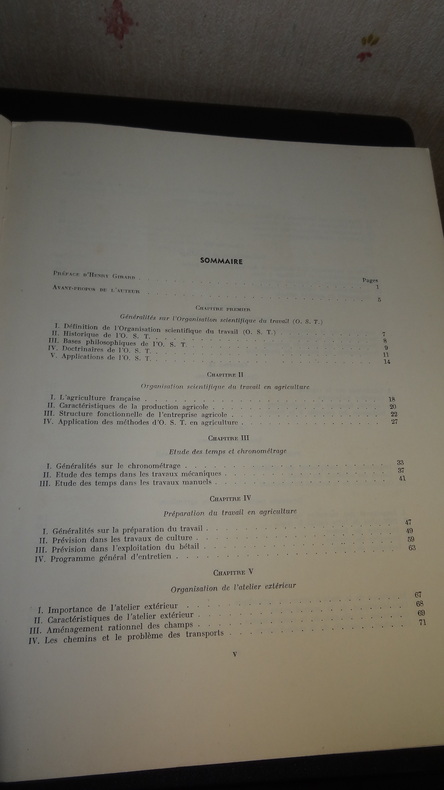 SOMMAIRE
Pages
Préface d'Henri Girard 1
Avant-propos de l'auteur 5
Chapitre premier
Généralités sur l'Organisation scientifique du travail (O. S. T.)
I. Définition de l'Organisation scientifique du travail (O. S. T.) 7
II. Historique de l'O. S. T. 8
III. Bases philosophiques de l'O. S. T. 9
IV. Doctrinaires de l'O. S. T. 11
V. Applications de l'O. S. T. 14
Chapitre II
Organisation scientifique du travail en agriculture
I. L'agriculture française 18
II. Caractéristiques de la production agricole 20
III. Structure fonctionnelle de l'entreprise agricole 22
IV. Application des méthodes d'O. S. T. en agriculture 27
Chapitre III
Etude des temps et chronométrage
I. Généralités sur le chronométrage 33
II. Etude des temps dans les travaux mécaniques 37
III. Etude des temps dans les travaux manuels 41
Chapitre IV
Préparation du travail en agriculture
I. Généralités sur la préparation du travail 47
II. Prévision dans les travaux de culture 49
III. Prévision dans l'exploitation du bétail 59
IV. Programme général d'entretien 63
Chapitre V
Organisation de l'atelier extérieur
I. Importance de l'atelier extérieur 67
II. Caractéristiques de l'atelier extérieur 68
III. Aménagement rationnel des champs 69
IV. Les chemins et le problème des transports 71
V